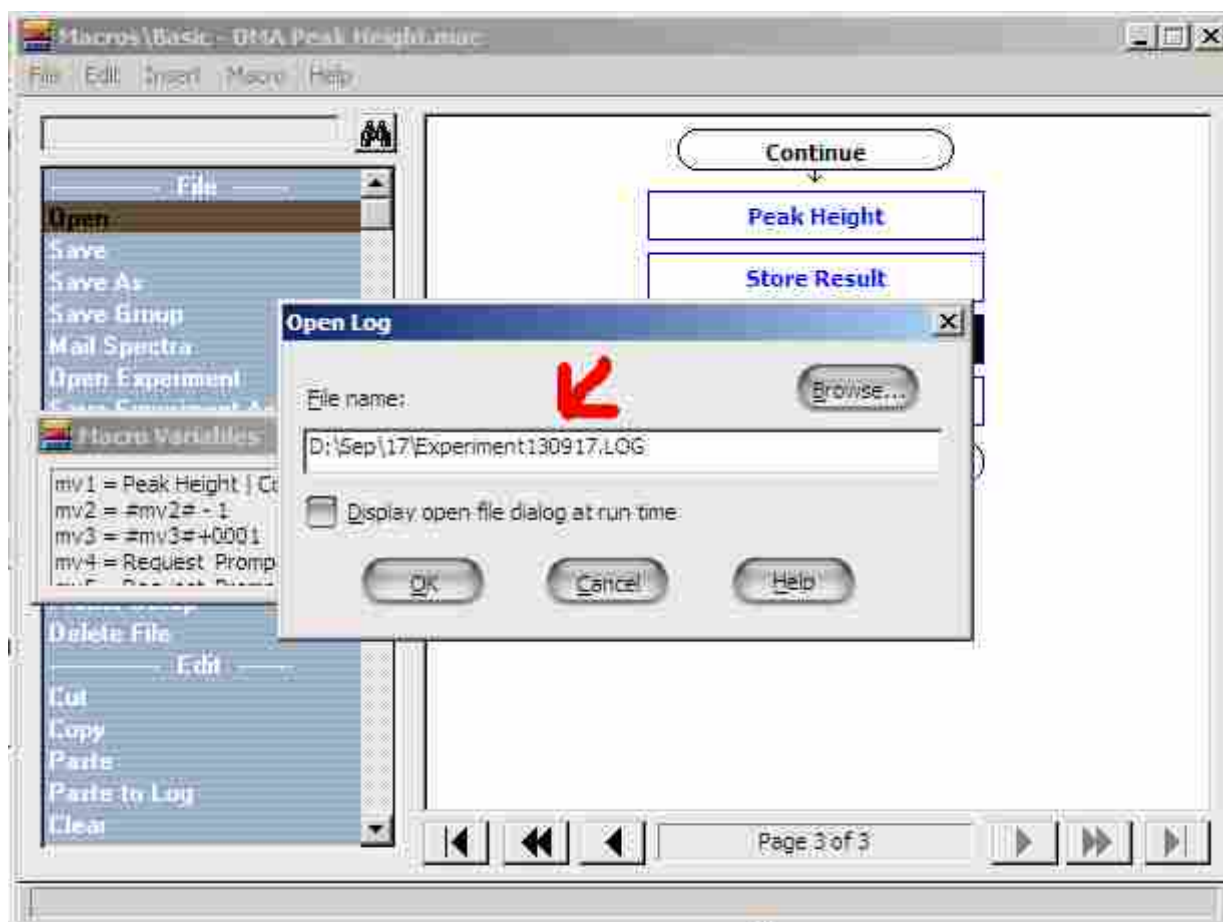 Macros\Basic - OMA Peak Height.mac
File Edit Insert Macro Help
File
Open
Save
Save As
Save Group
Mail Spectra
Open Experiment
Macro Variables
mv1 = Peak Height |
mv2 = #mv2# - 1
mv3 = #mv3#+0001
mv4 = Request Promp
Delete File
Edit
Cut
Copy
Paste
Paste to Log
Clear
Continue
Peak Height
Store Result
Open Log
File name:
Browse...
D:\Sep\17\Experiment130917.LOG
Display open file dialog at run time
OK Cancel Help
Page 3 of 3